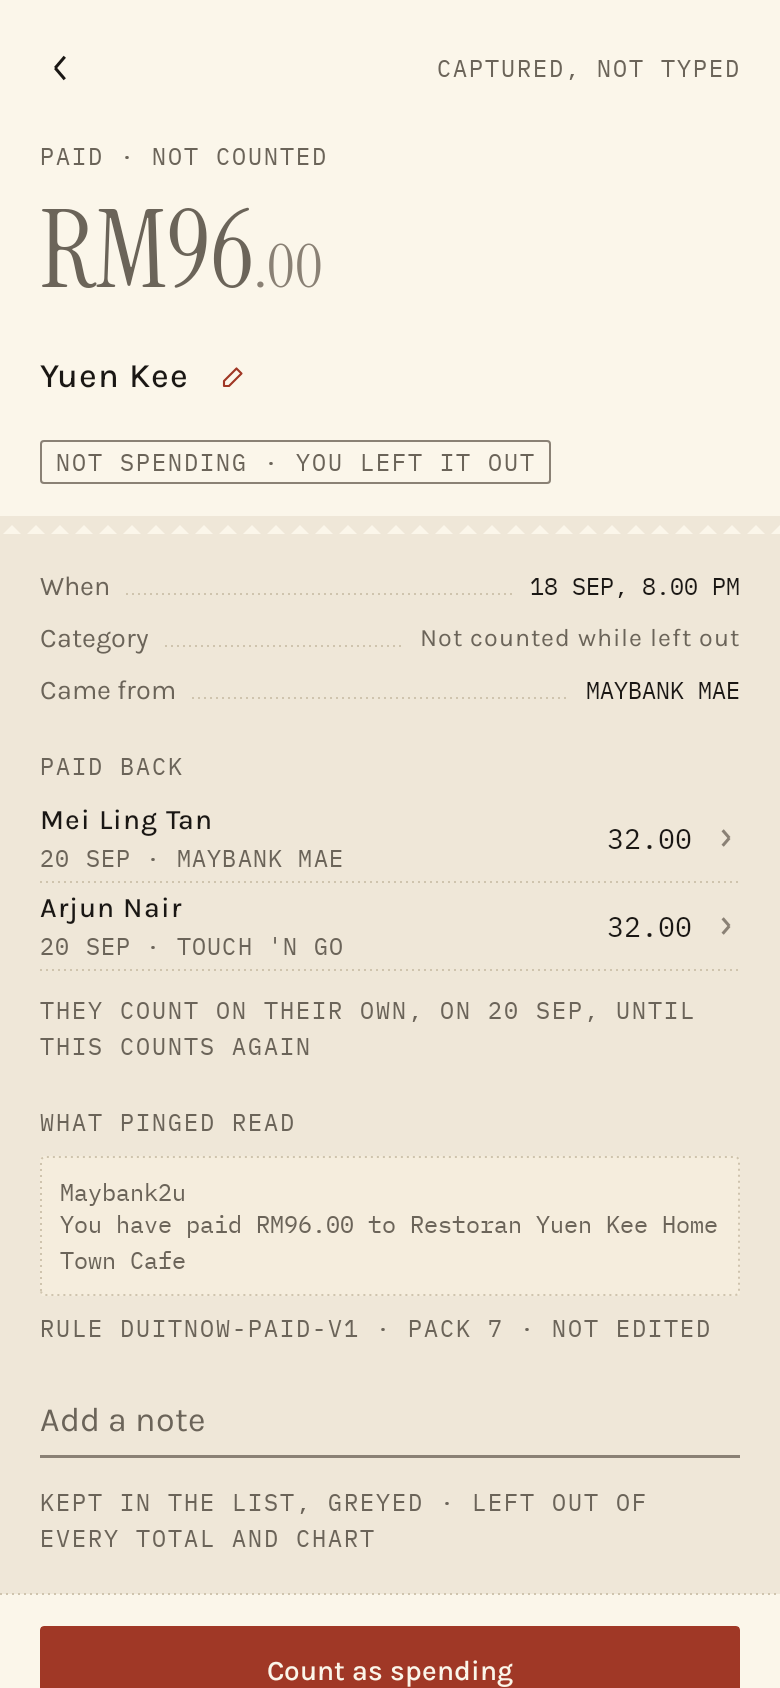 CAPTURED, NOT TYPED
PAID · NOT COUNTED
RM96.00
Yuen Kee
NOT SPENDING · YOU LEFT IT OUT
When 18 SEP, 8.00 PM
Category Not counted while left out
Came from MAYBANK MAE
PAID BACK
Mei Ling Tan 32.00
20 SEP · MAYBANK MAE
Arjun Nair 32.00
20 SEP · TOUCH 'N GO
THEY COUNT ON THEIR OWN, ON 20 SEP, UNTIL
THIS COUNTS AGAIN
WHAT PINGED READ
Maybank2u
You have paid RM96.00 to Restoran Yuen Kee Home
Town Cafe
RULE DUITNOW-PAID-V1 · PACK 7 · NOT EDITED
Add a note
KEPT IN THE LIST, GREYED · LEFT OUT OF
EVERY TOTAL AND CHART
Count as spending